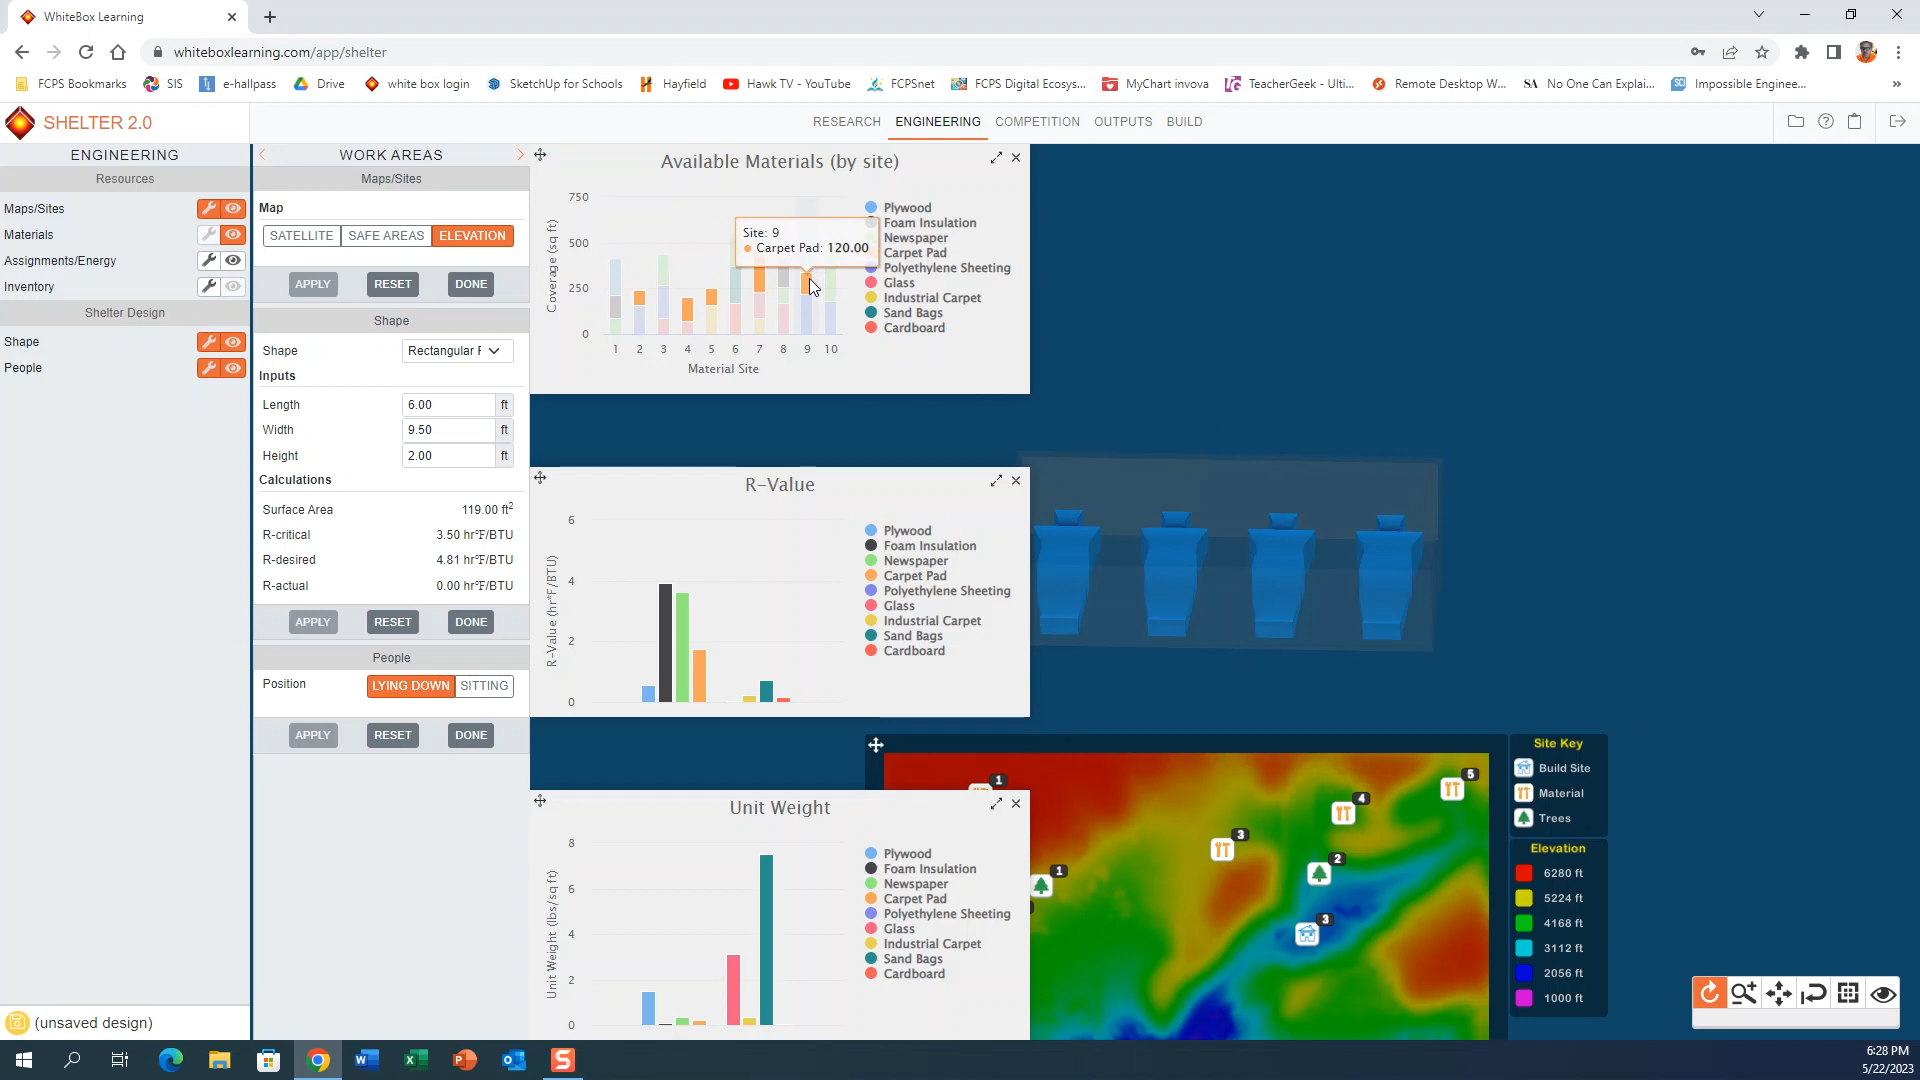 WhiteBox Learning
whiteboxlearning.com/app/shelter
FCPS Bookmarks
SIS
e-hallpass
Drive
white box login
SketchUp for Schools
Hayfield
Hawk TV - YouTube
FCPSnet
FCPS Digital Ecosys...
MyChart invova
TeacherGeek - Ulti...
Remote Desktop W...
No One Can Explai...
Impossible Enginee...
SHELTER 2.0
RESEARCH
ENGINEERING
COMPETITION
OUTPUTS
BUILD
ENGINEERING
Resources
Maps/Sites
Materials
Assignments/Energy
Inventory
Shelter Design
Shape
People
(unsaved design)
WORK AREAS
Maps/Sites
Map
SATELLITE SAFE AREAS ELEVATION
APPLY RESET DONE
Shape
Shape Rectangular F
Inputs
Length 6.00 ft
Width 9.50 ft
Height 2.00 ft
Calculations
Surface Area 119.00 ft²
R-critical 3.50 hr°F/BTU
R-desired 4.81 hr°F/BTU
R-actual 0.00 hr°F/BTU
APPLY RESET DONE
People
Position LYING DOWN SITTING
APPLY RESET DONE
Available Materials (by site)
Coverage (sq ft)
750
500
250
0
1 2 3 4 5 6 7 8 9 10
Material Site
Site: 9
Carpet Pad: 120.00
Plywood
Foam Insulation
Newspaper
Carpet Pad
Polyethylene Sheeting
Glass
Industrial Carpet
Sand Bags
Cardboard
R-Value
R-Value (hr°F/BTU)
6
4
2
0
Plywood
Foam Insulation
Newspaper
Carpet Pad
Polyethylene Sheeting
Glass
Industrial Carpet
Sand Bags
Cardboard
Unit Weight
Unit Weight (lbs/sq ft)
8
6
4
2
0
Plywood
Foam Insulation
Newspaper
Carpet Pad
Polyethylene Sheeting
Glass
Industrial Carpet
Sand Bags
Cardboard
1
5
4
3
2
1
3
Site Key
Build Site
Material
Trees
Elevation
6280 ft
5224 ft
4168 ft
3112 ft
2056 ft
1000 ft
6:28 PM
5/22/2023